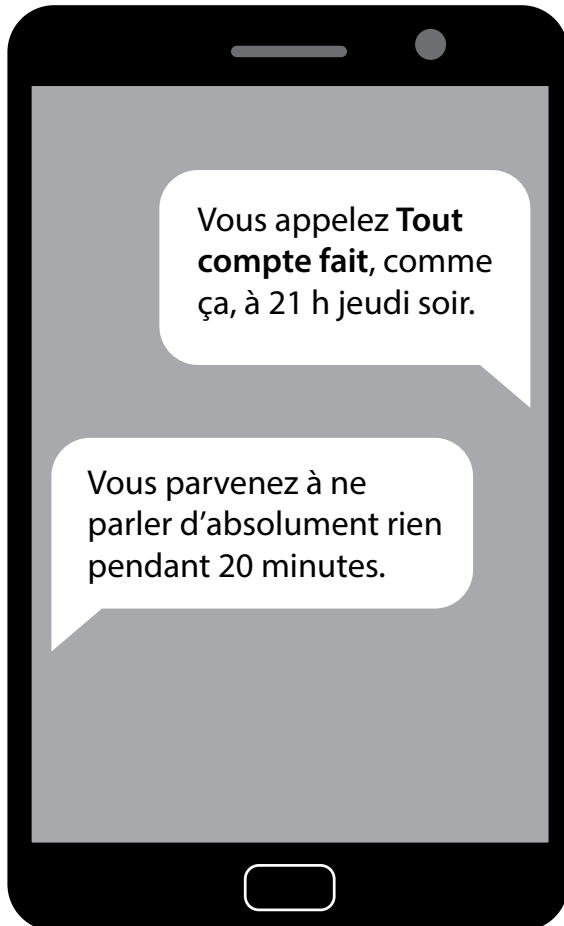 Vous appelez Tout
compte fait, comme
ça, à 21 h jeudi soir.
Vous parvenez à ne
parler d'absolument rien
pendant 20 minutes.